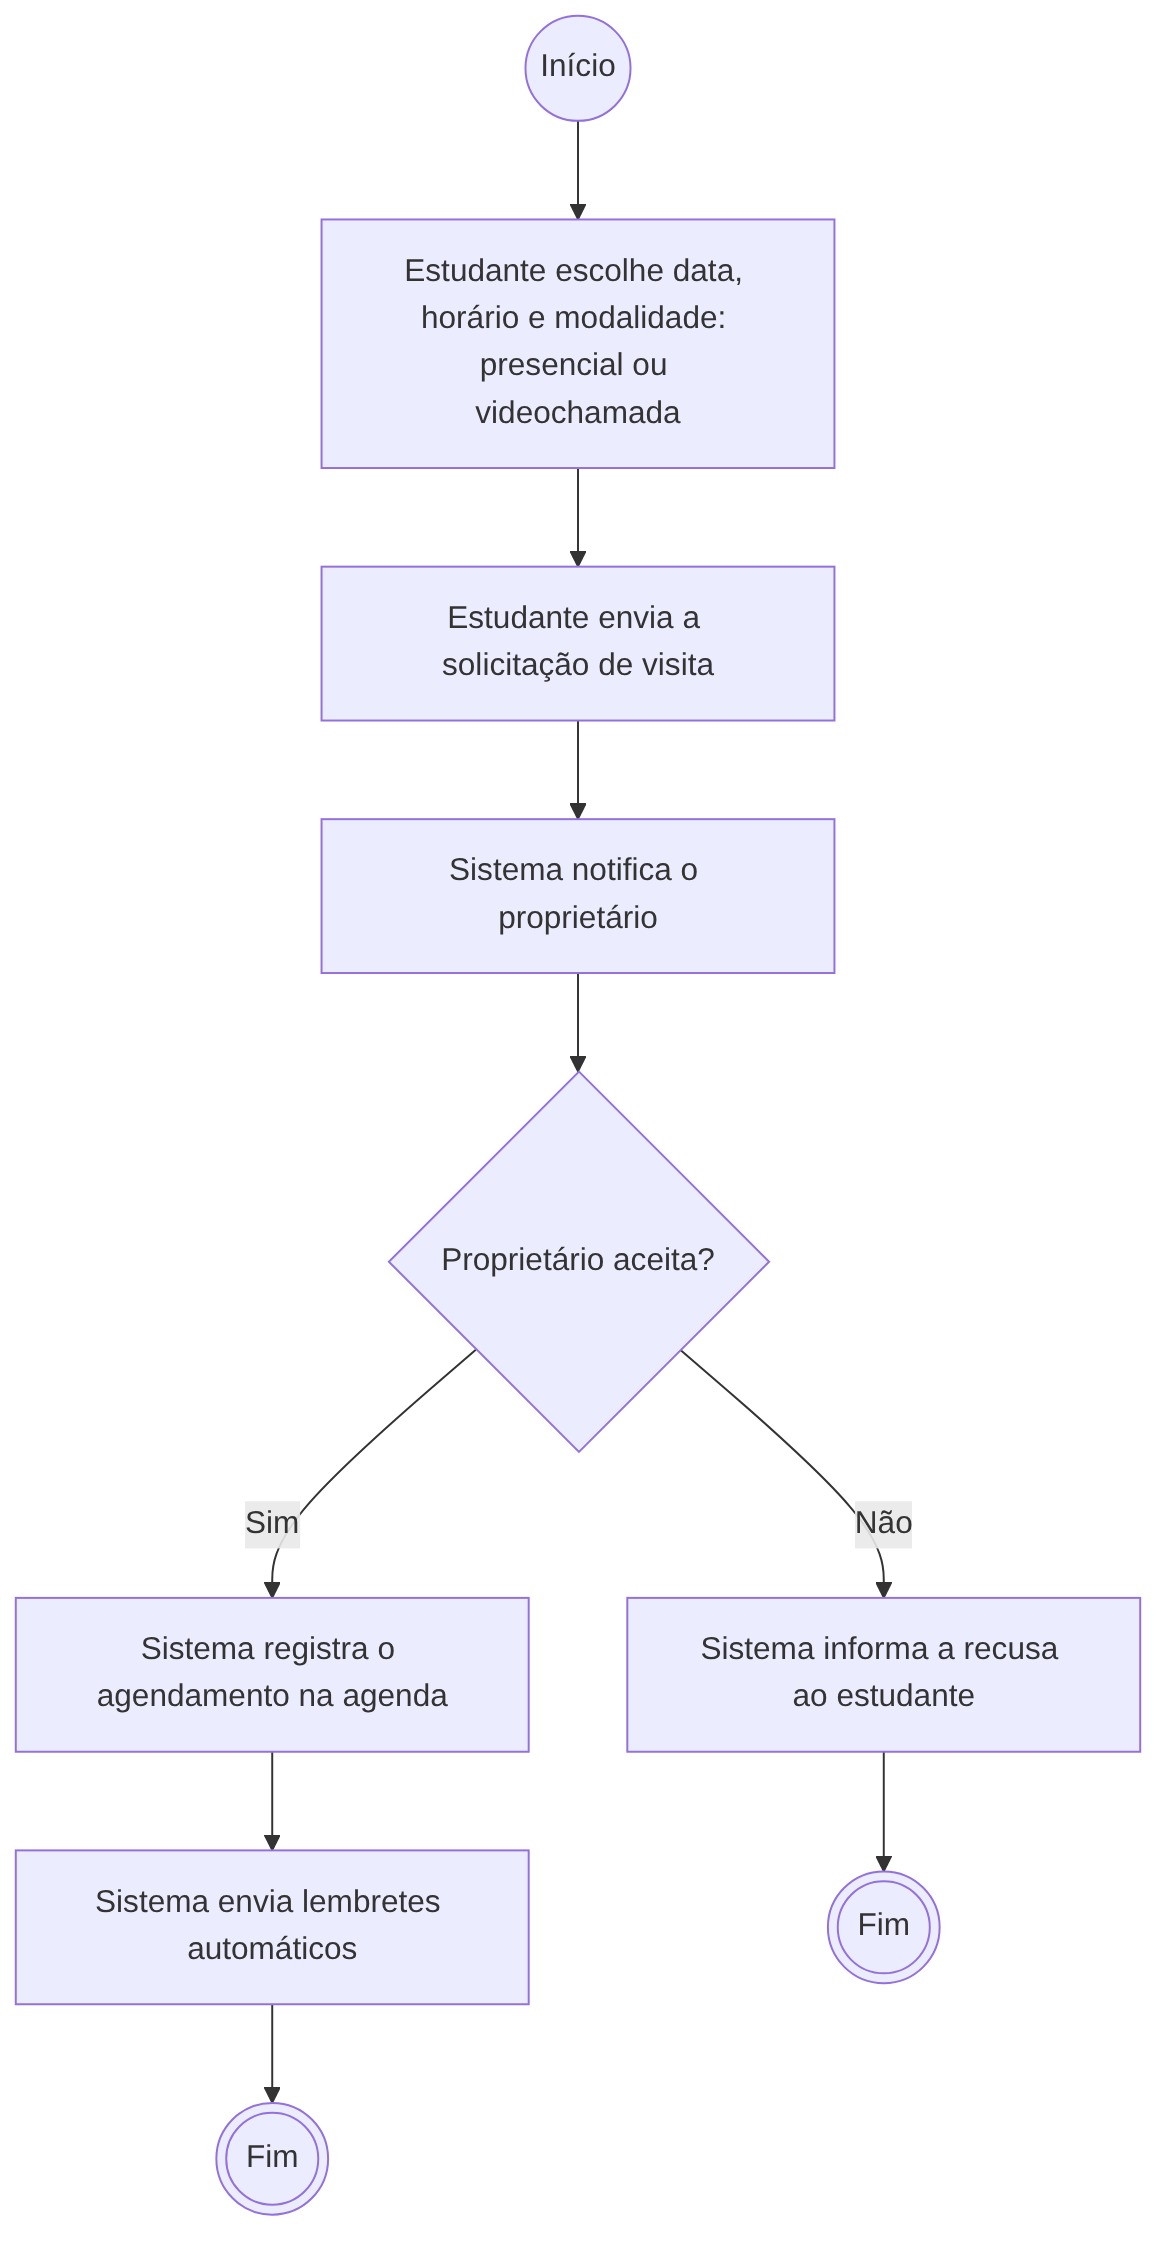 Início
Estudante escolhe data,
horário e modalidade:
presencial ou
videochamada
Estudante envia a
solicitação de visita
Sistema notifica o
proprietário
Proprietário aceita?
Sim
Não
Sistema registra o
agendamento na agenda
Sistema informa a recusa
ao estudante
Sistema envia lembretes
automáticos
Fim
Fim